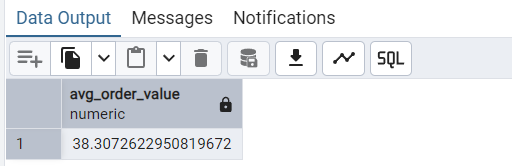 Data Output Messages Notifications
SQL
avg_order_value
numeric
1 38.3072622950819672